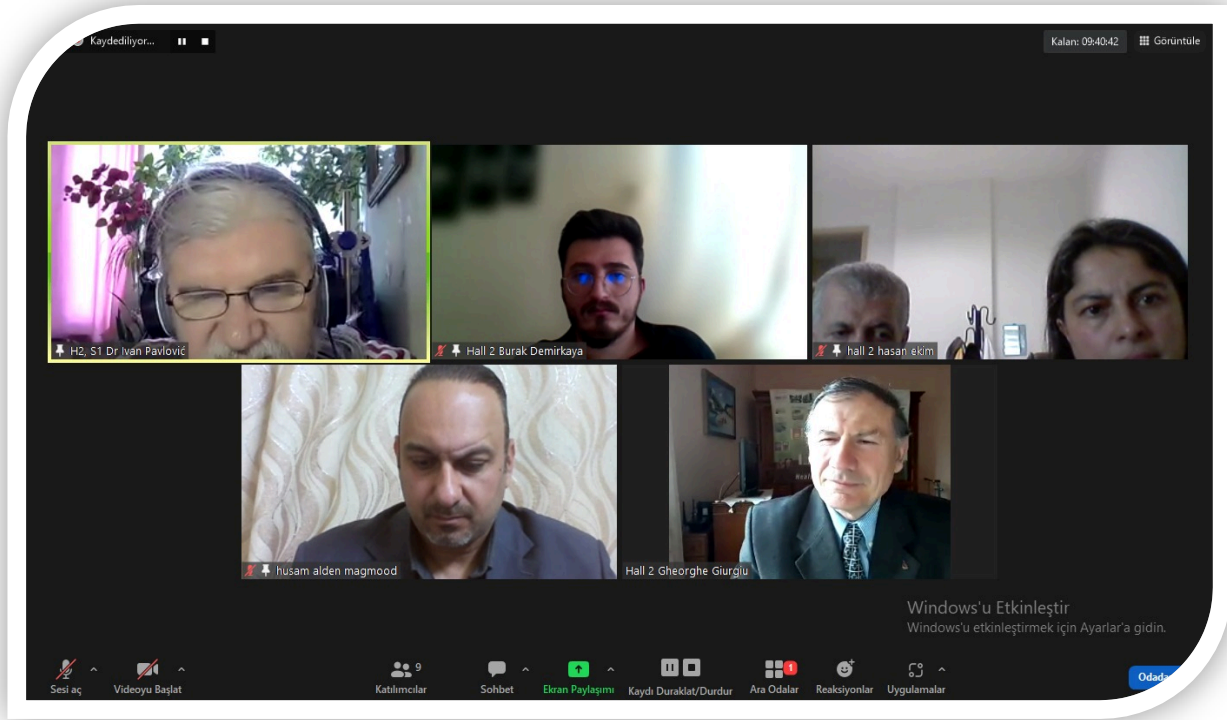 Kaydediliyor...
Kalan: 09:40:42
Görüntüle
H2, S1 Dr Ivan Pavlović
Hall 2 Burak Demirkaya
hall 2 hasan ekim
husam alden magmood
Hall 2 Gheorghe Giurgiu
Windows'u Etkinleştir
Windows'u etkinleştirmek için Ayarlar'a gidin.
9
1
Sesi aç
Videoyu Başlat
Katılımcılar
Sohbet
Ekran Paylaşımı
Kaydı Duraklat/Durdur
Ara Odalar
Reaksiyonlar
Uygulamalar